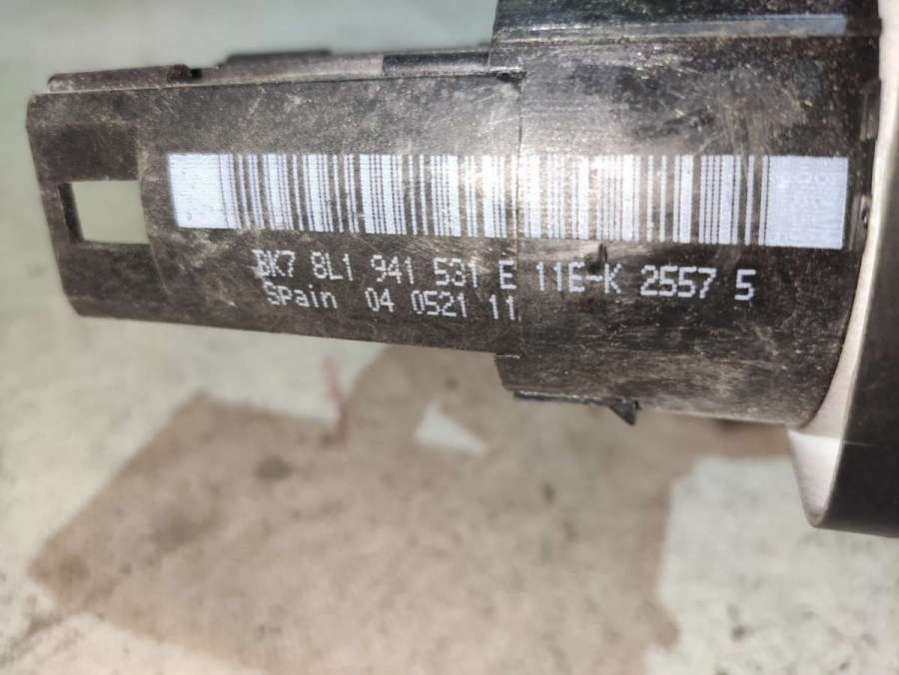 BK7 8L1 941 531 E 11E-K 2557 5
Spain 04 0521 11